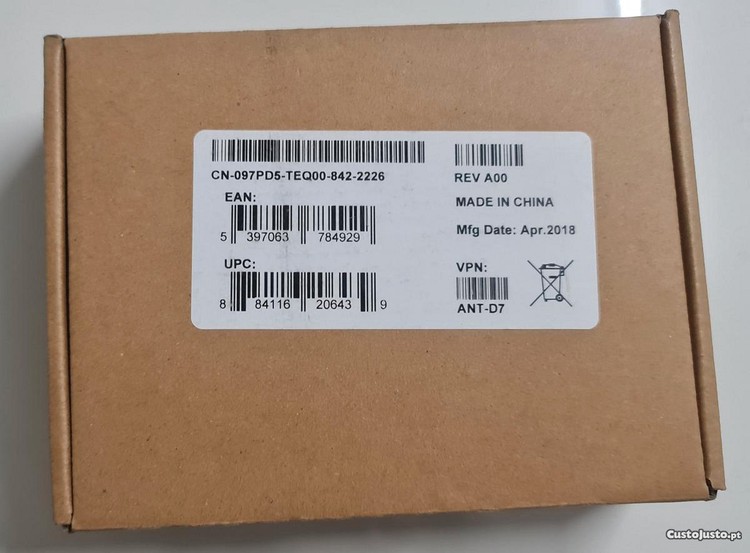 CN-097PD5-TEQ00-842-2226
REV A00
EAN:
MADE IN CHINA
5 397063 784929
Mfg Date: Apr.2018
UPC:
VPN:
8 84116 20643 9
ANT-D7
CustoJusto.pt